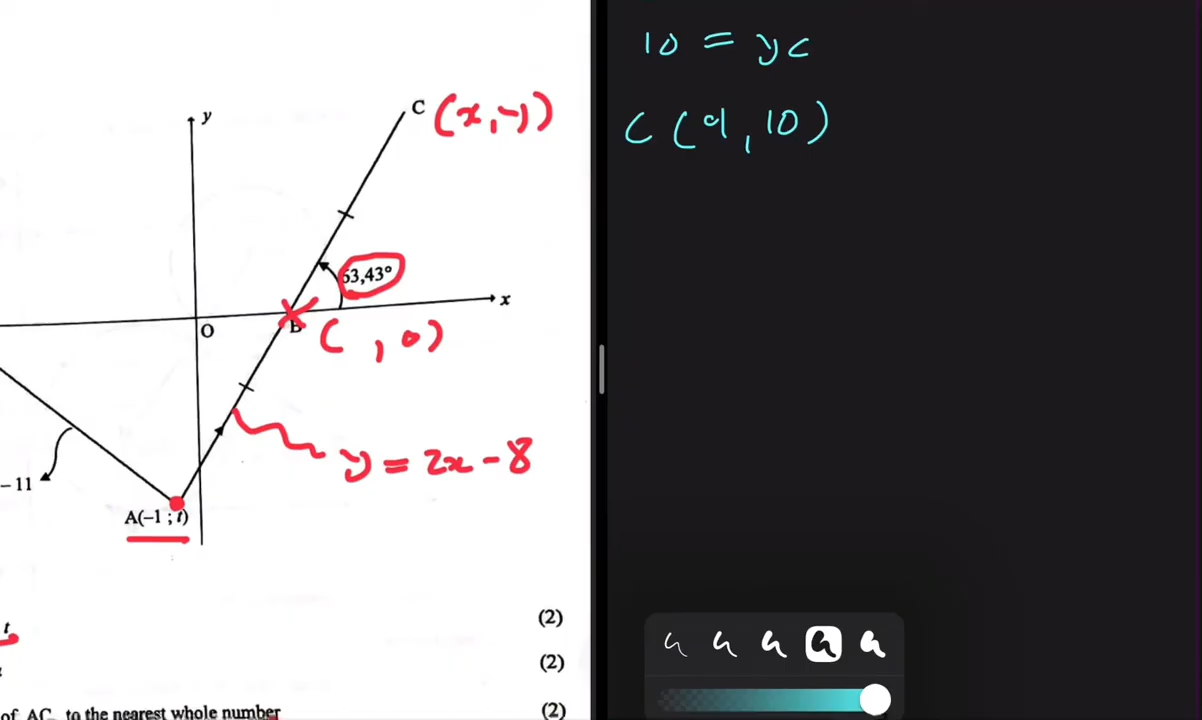 10 = yc
C (9, 10)
y
C (x, y)
63,43°
x
O
B ( , 0)
y = 2x - 8
– 11
A(–1 ; t)
t (2)
(2)
of AC, to the nearest whole number (2)